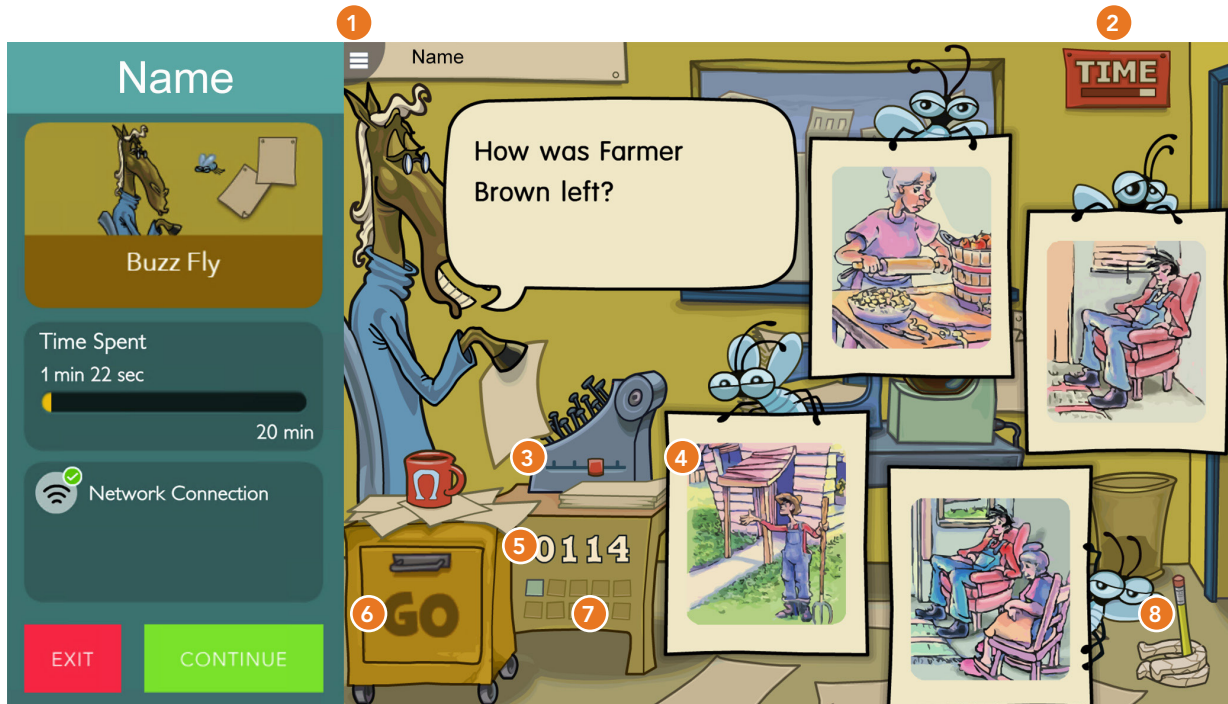 1
2
Name
Buzz Fly
Time Spent
1 min 22 sec
20 min
Network Connection
EXIT
CONTINUE
Name
TIME
How was Farmer
Brown left?
3
4
5
0114
6
GO
7
8